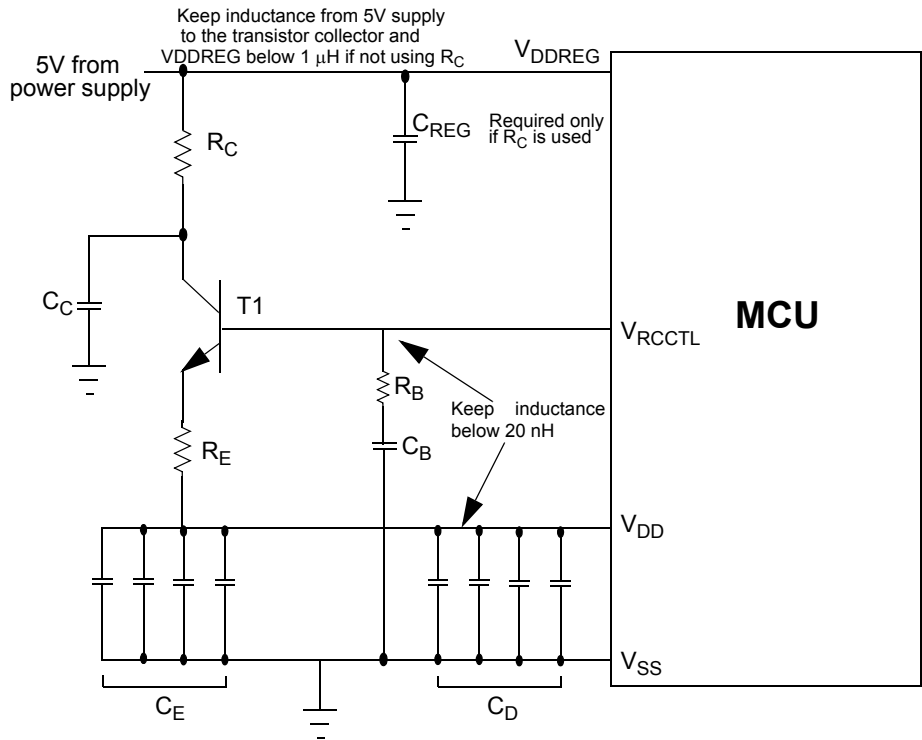 Keep inductance from 5V supply
to the transistor collector and
VDDREG below 1 μH if not using RC
5V from
power supply
VDDREG
CREG
Required only
if RC is used
RC
CC
T1
MCU
VRCCTL
RB
Keep inductance
below 20 nH
CB
RE
VDD
VSS
CE
CD